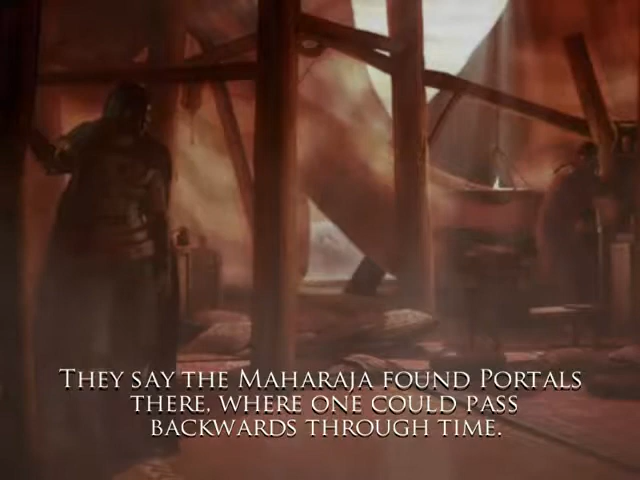 They say the Maharaja found Portals
there, where one could pass
backwards through time.